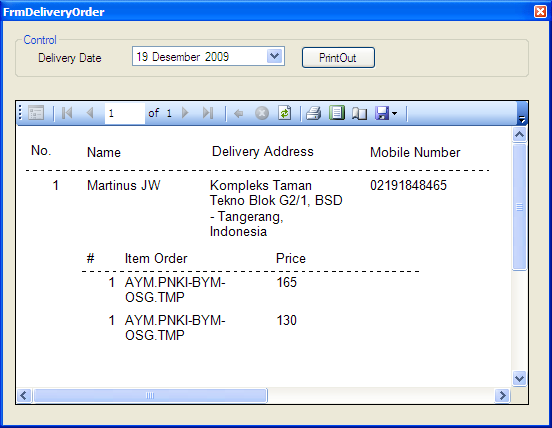 FrmDeliveryOrder
Control
Delivery Date 19 Desember 2009 PrintOut
1 of 1
No. Name Delivery Address Mobile Number
1 Martinus JW Kompleks Taman 02191848465
Tekno Blok G2/1, BSD
- Tangerang,
Indonesia
# Item Order Price
1 AYM.PNKI-BYM- 165
OSG.TMP
1 AYM.PNKI-BYM- 130
OSG.TMP